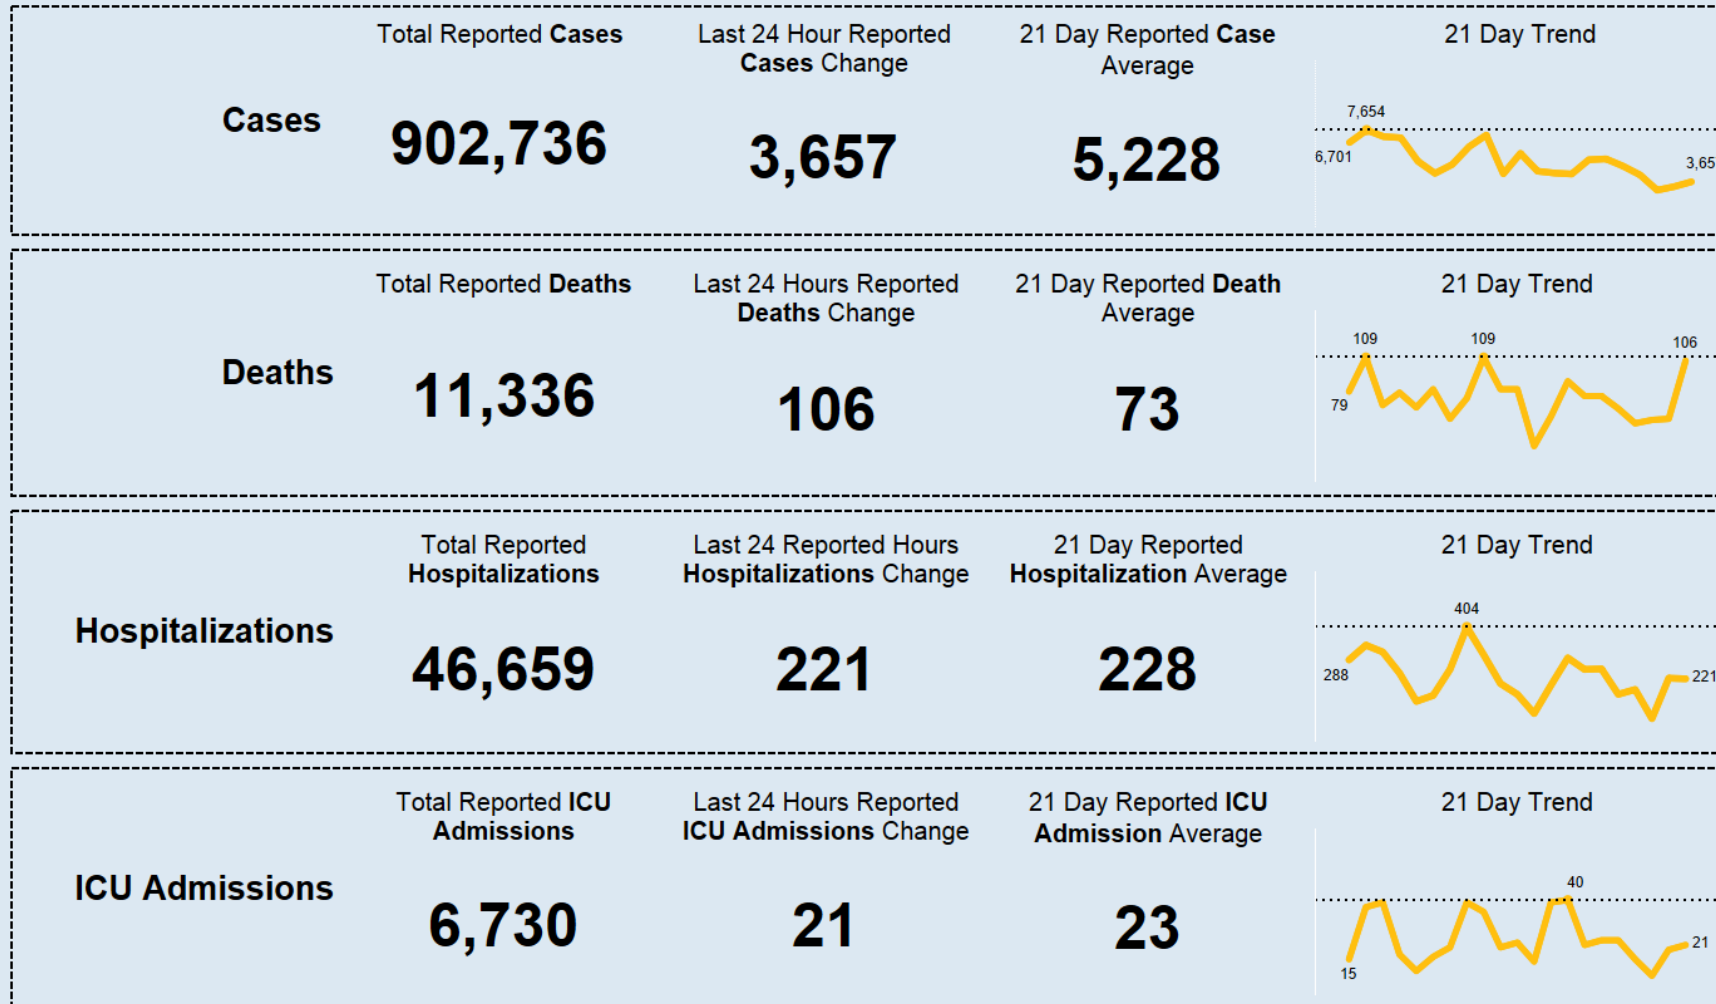 Total Reported Cases
Last 24 Hour Reported
Cases Change
21 Day Reported Case
Average
21 Day Trend
Cases
902,736
3,657
5,228
7,654
6,701
3,65
Total Reported Deaths
Last 24 Hours Reported
Deaths Change
21 Day Reported Death
Average
21 Day Trend
Deaths
11,336
106
73
109
109
106
79
Total Reported
Hospitalizations
Last 24 Reported Hours
Hospitalizations Change
21 Day Reported
Hospitalization Average
21 Day Trend
Hospitalizations
46,659
221
228
404
288
221
Total Reported ICU
Admissions
Last 24 Hours Reported
ICU Admissions Change
21 Day Reported ICU
Admission Average
21 Day Trend
ICU Admissions
6,730
21
23
40
15
21